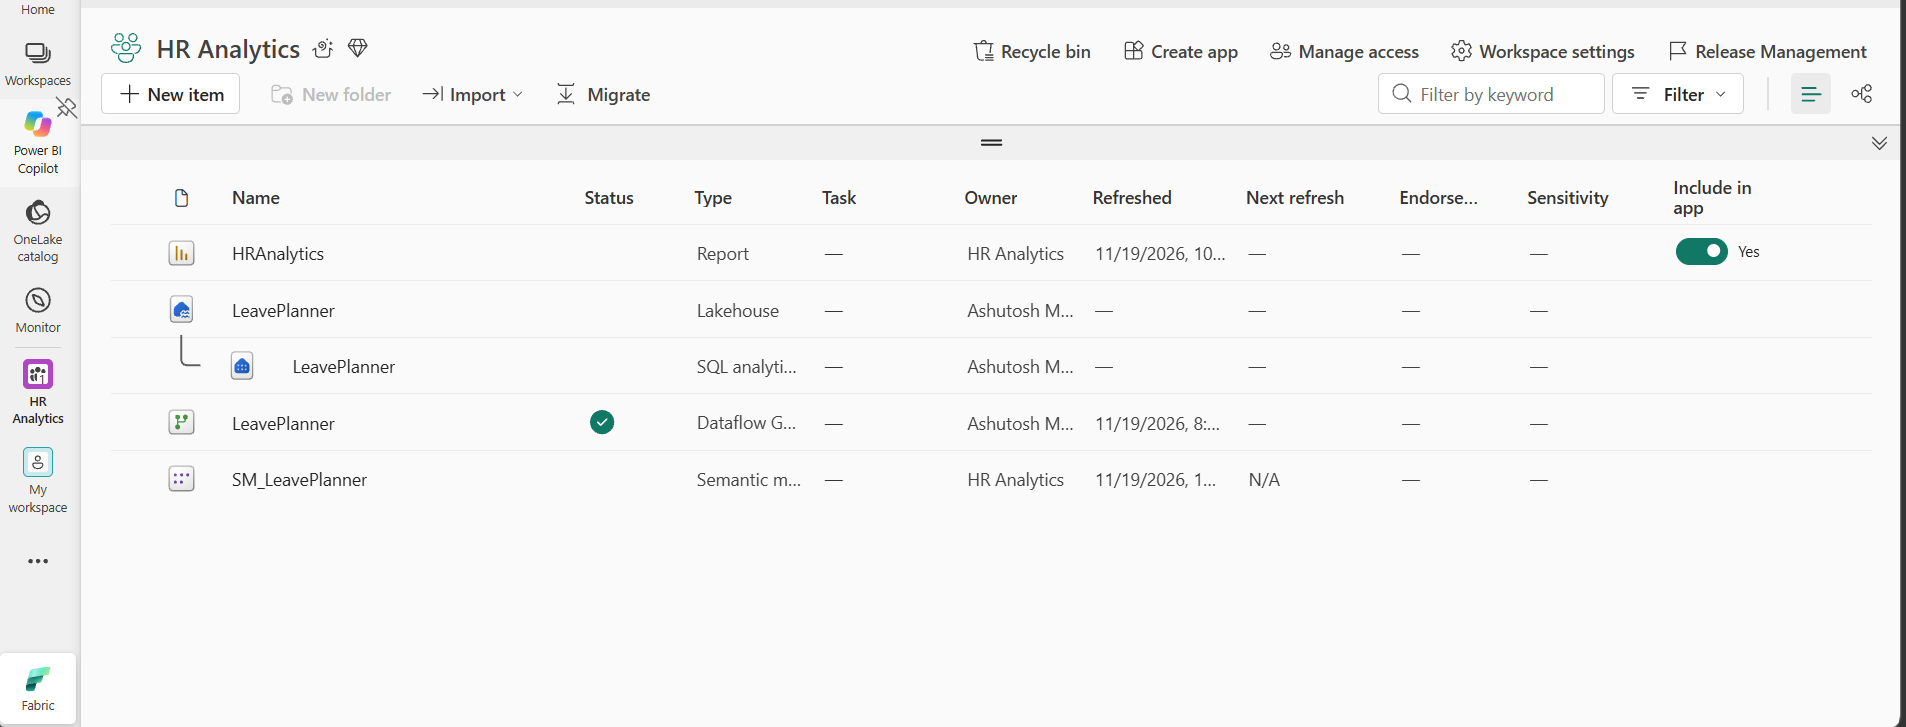 Home
Workspaces
Power BI
Copilot
OneLake
catalog
Monitor
HR
Analytics
My
workspace
Fabric
HR Analytics
Recycle bin
Create app
Manage access
Workspace settings
Release Management
New item
New folder
Import
Migrate
Filter by keyword
Filter
Name Status Type Task Owner Refreshed Next refresh Endorse... Sensitivity Include in
app
HRAnalytics Report — HR Analytics 11/19/2026, 10... — — — Yes
LeavePlanner Lakehouse — Ashutosh M... — — — —
LeavePlanner SQL analyti... — Ashutosh M... — — — —
LeavePlanner Dataflow G... — Ashutosh M... 11/19/2026, 8:... — — —
SM_LeavePlanner Semantic m... — HR Analytics 11/19/2026, 1... N/A — —